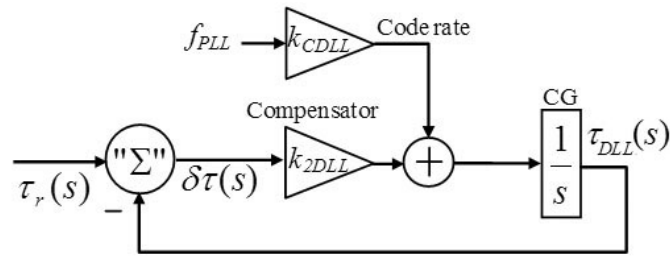 f_PLL
k_CDLL
Code rate
Compensator
CG
τ_r(s)
"Σ"
−
δτ(s)
k_2DLL
+
1/s
τ_DLL(s)